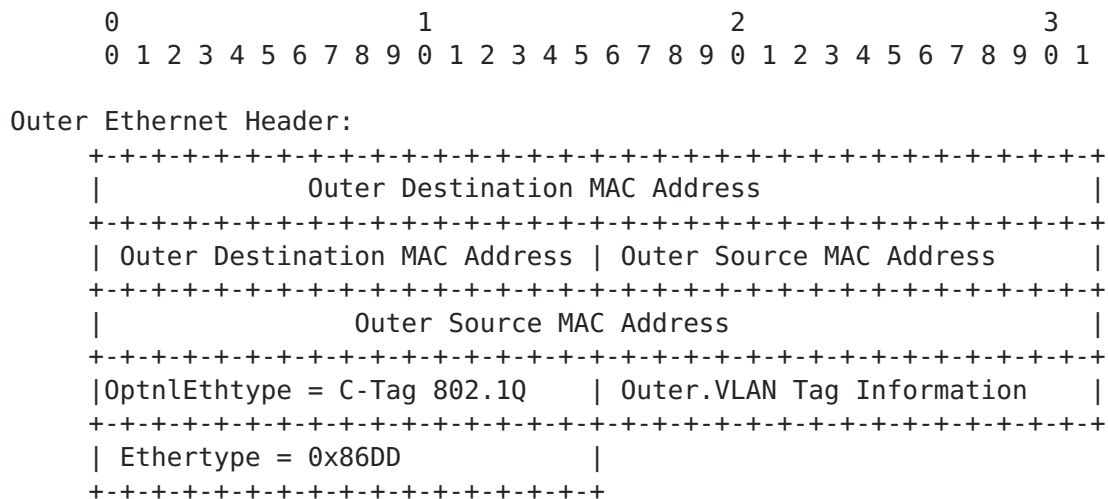 0                   1                   2                   3
      0 1 2 3 4 5 6 7 8 9 0 1 2 3 4 5 6 7 8 9 0 1 2 3 4 5 6 7 8 9 0 1

Outer Ethernet Header:
     +-+-+-+-+-+-+-+-+-+-+-+-+-+-+-+-+-+-+-+-+-+-+-+-+-+-+-+-+-+-+-+-+
     |             Outer Destination MAC Address                     |
     +-+-+-+-+-+-+-+-+-+-+-+-+-+-+-+-+-+-+-+-+-+-+-+-+-+-+-+-+-+-+-+-+
     | Outer Destination MAC Address | Outer Source MAC Address      |
     +-+-+-+-+-+-+-+-+-+-+-+-+-+-+-+-+-+-+-+-+-+-+-+-+-+-+-+-+-+-+-+-+
     |                Outer Source MAC Address                       |
     +-+-+-+-+-+-+-+-+-+-+-+-+-+-+-+-+-+-+-+-+-+-+-+-+-+-+-+-+-+-+-+-+
     |OptnlEthtype = C-Tag 802.1Q    | Outer.VLAN Tag Information    |
     +-+-+-+-+-+-+-+-+-+-+-+-+-+-+-+-+-+-+-+-+-+-+-+-+-+-+-+-+-+-+-+-+
     | Ethertype = 0x86DD            |
     +-+-+-+-+-+-+-+-+-+-+-+-+-+-+-+-+